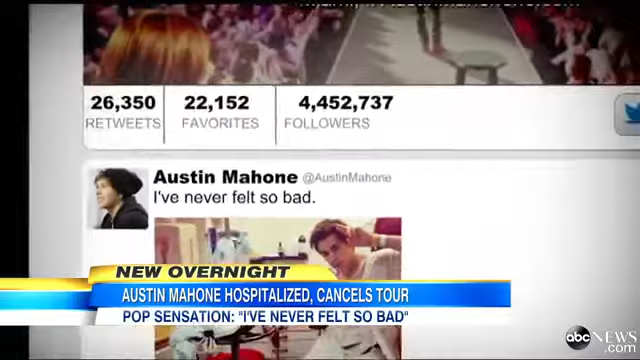 26,350
RETWEETS
22,152
FAVORITES
4,452,737
FOLLOWERS
Austin Mahone @AustinMahone
I've never felt so bad.
NEW OVERNIGHT
AUSTIN MAHONE HOSPITALIZED, CANCELS TOUR
POP SENSATION: "I'VE NEVER FELT SO BAD"
abc NEWS
.com